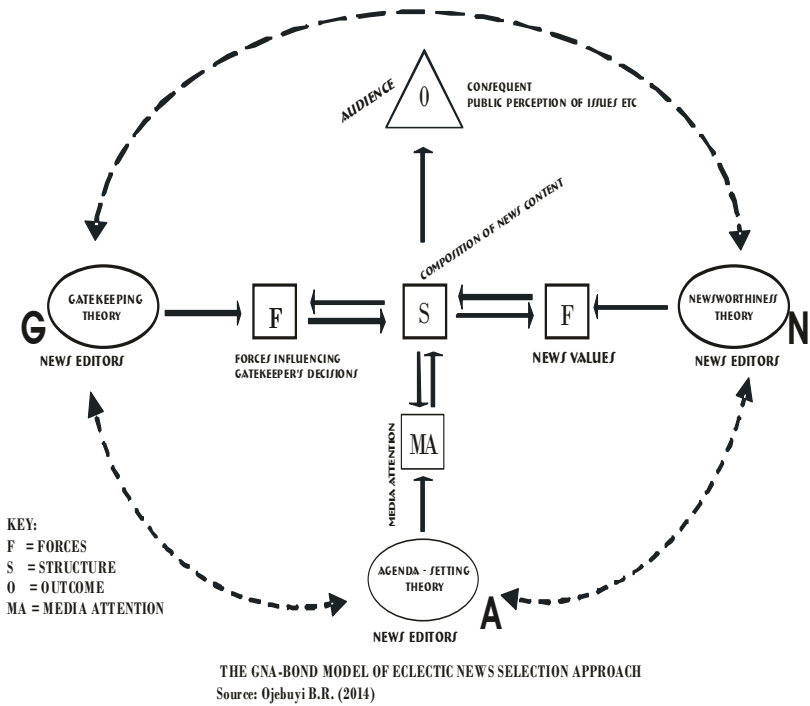 AUDIENCE
O
CONSEQUENT
PUBLIC PERCEPTION OF ISSUES ETC
COMPOSITION OF NEWS CONTENT
G
GATEKEEPING
THEORY
NEWS EDITORS
F
FORCES INFLUENCING
GATEKEEPER'S DECISIONS
S
F
NEWS VALUES
NEWSWORTHINESS
THEORY
N
NEWS EDITORS
MEDIA ATTENTION
MA
AGENDA - SETTING
THEORY
A
NEWS EDITORS
KEY:
F = FORCES
S = STRUCTURE
O = OUTCOME
MA = MEDIA ATTENTION
THE GNA-BOND MODEL OF ECLECTIC NEWS SELECTION APPROACH
Source: Ojebuyi B.R. (2014)